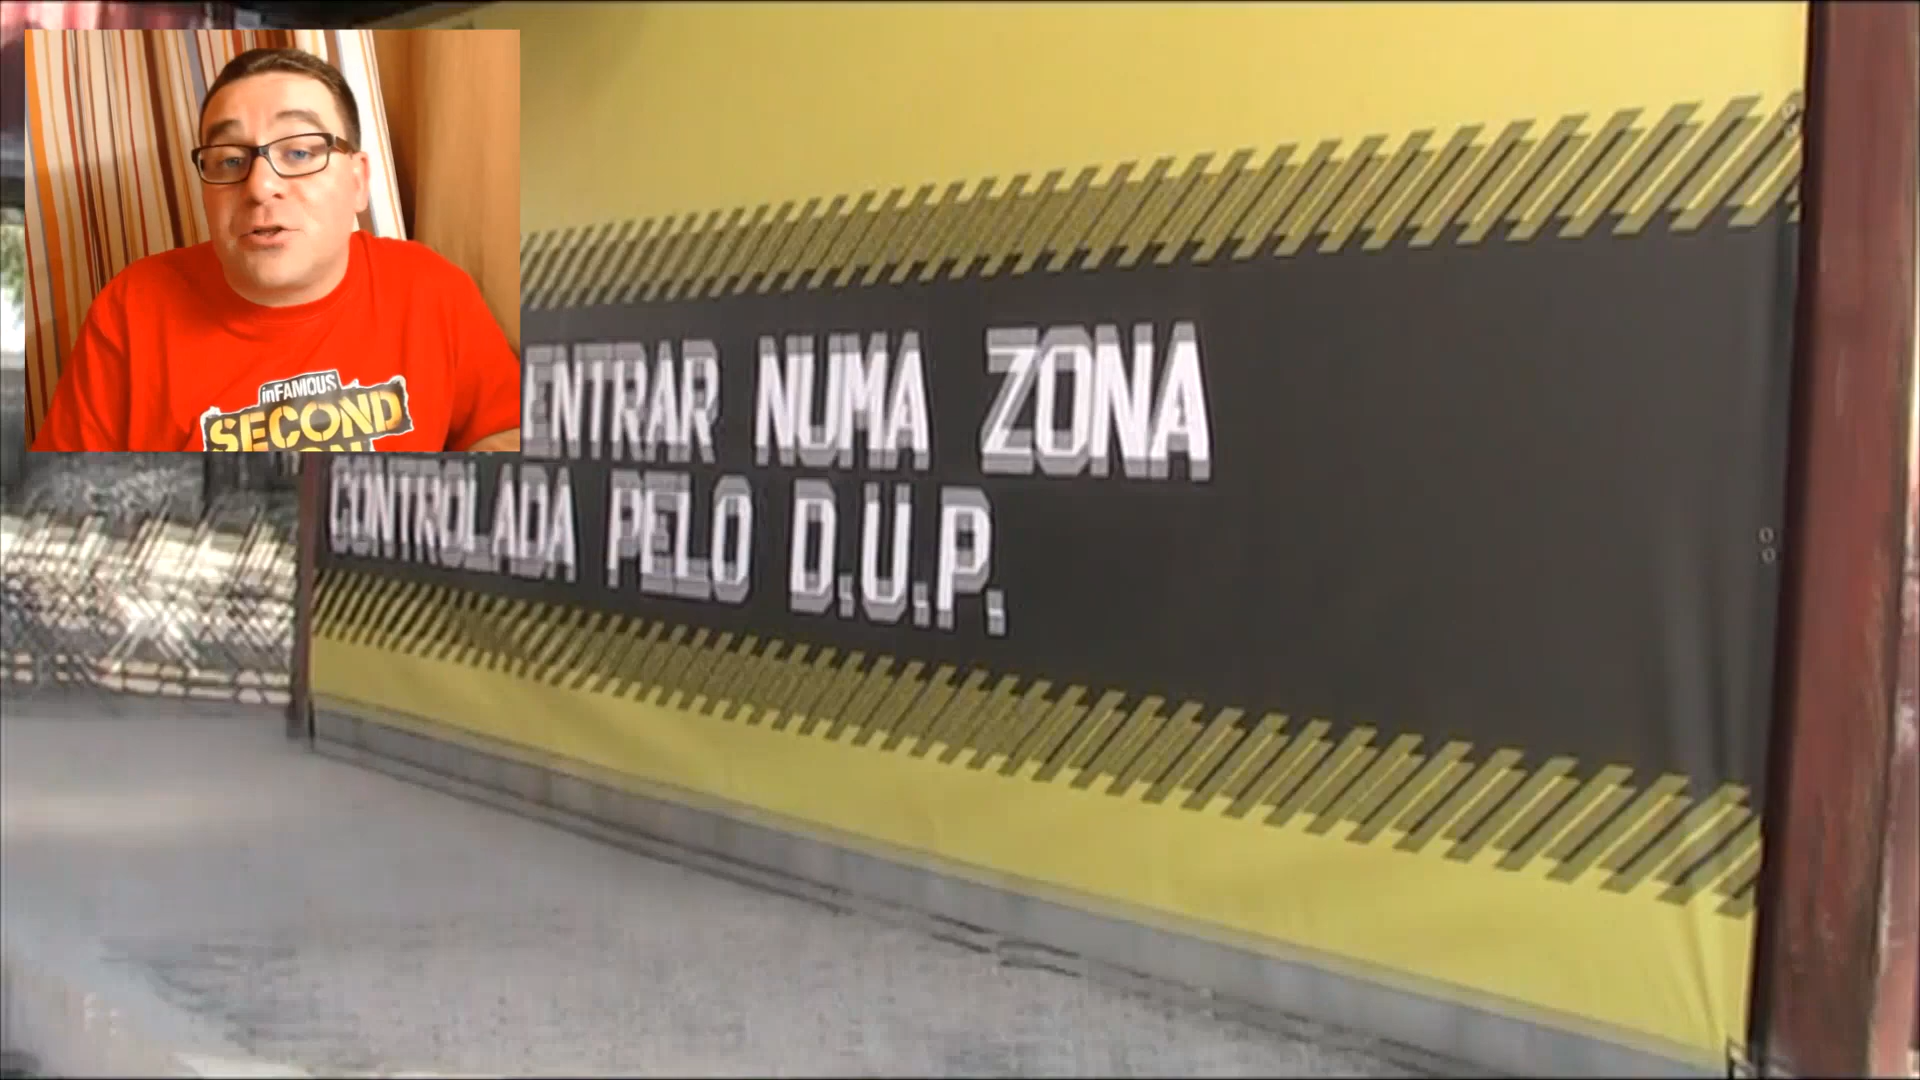 inFAMOUS
SECOND
ENTRAR NUMA ZONA
CONTROLADA PELO D.U.P.